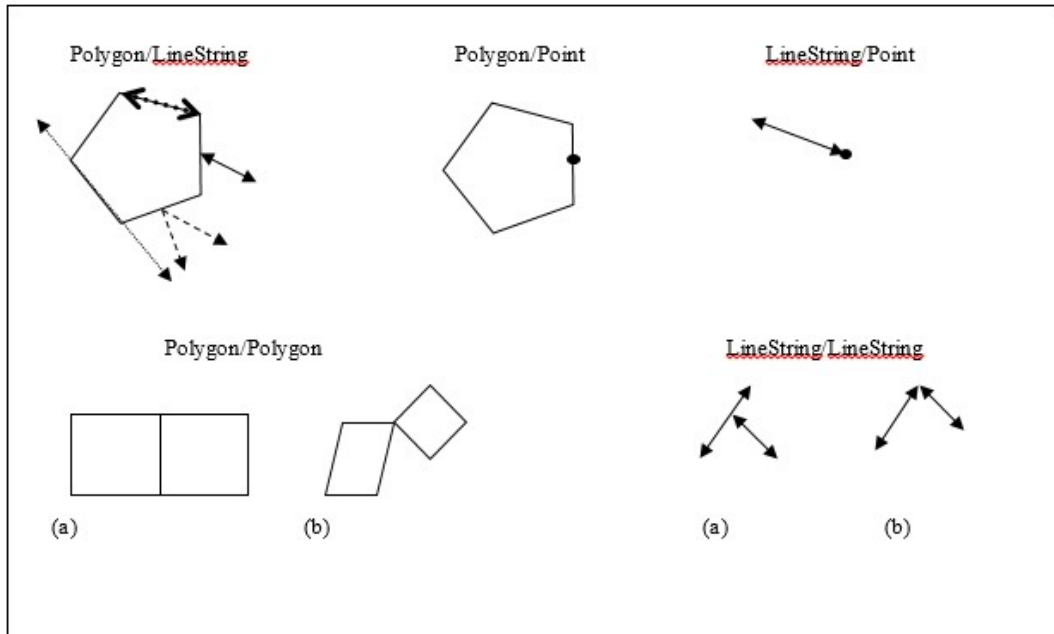 Polygon/LineString
Polygon/Point
LineString/Point
Polygon/Polygon
LineString/LineString
(a)
(b)
(a)
(b)